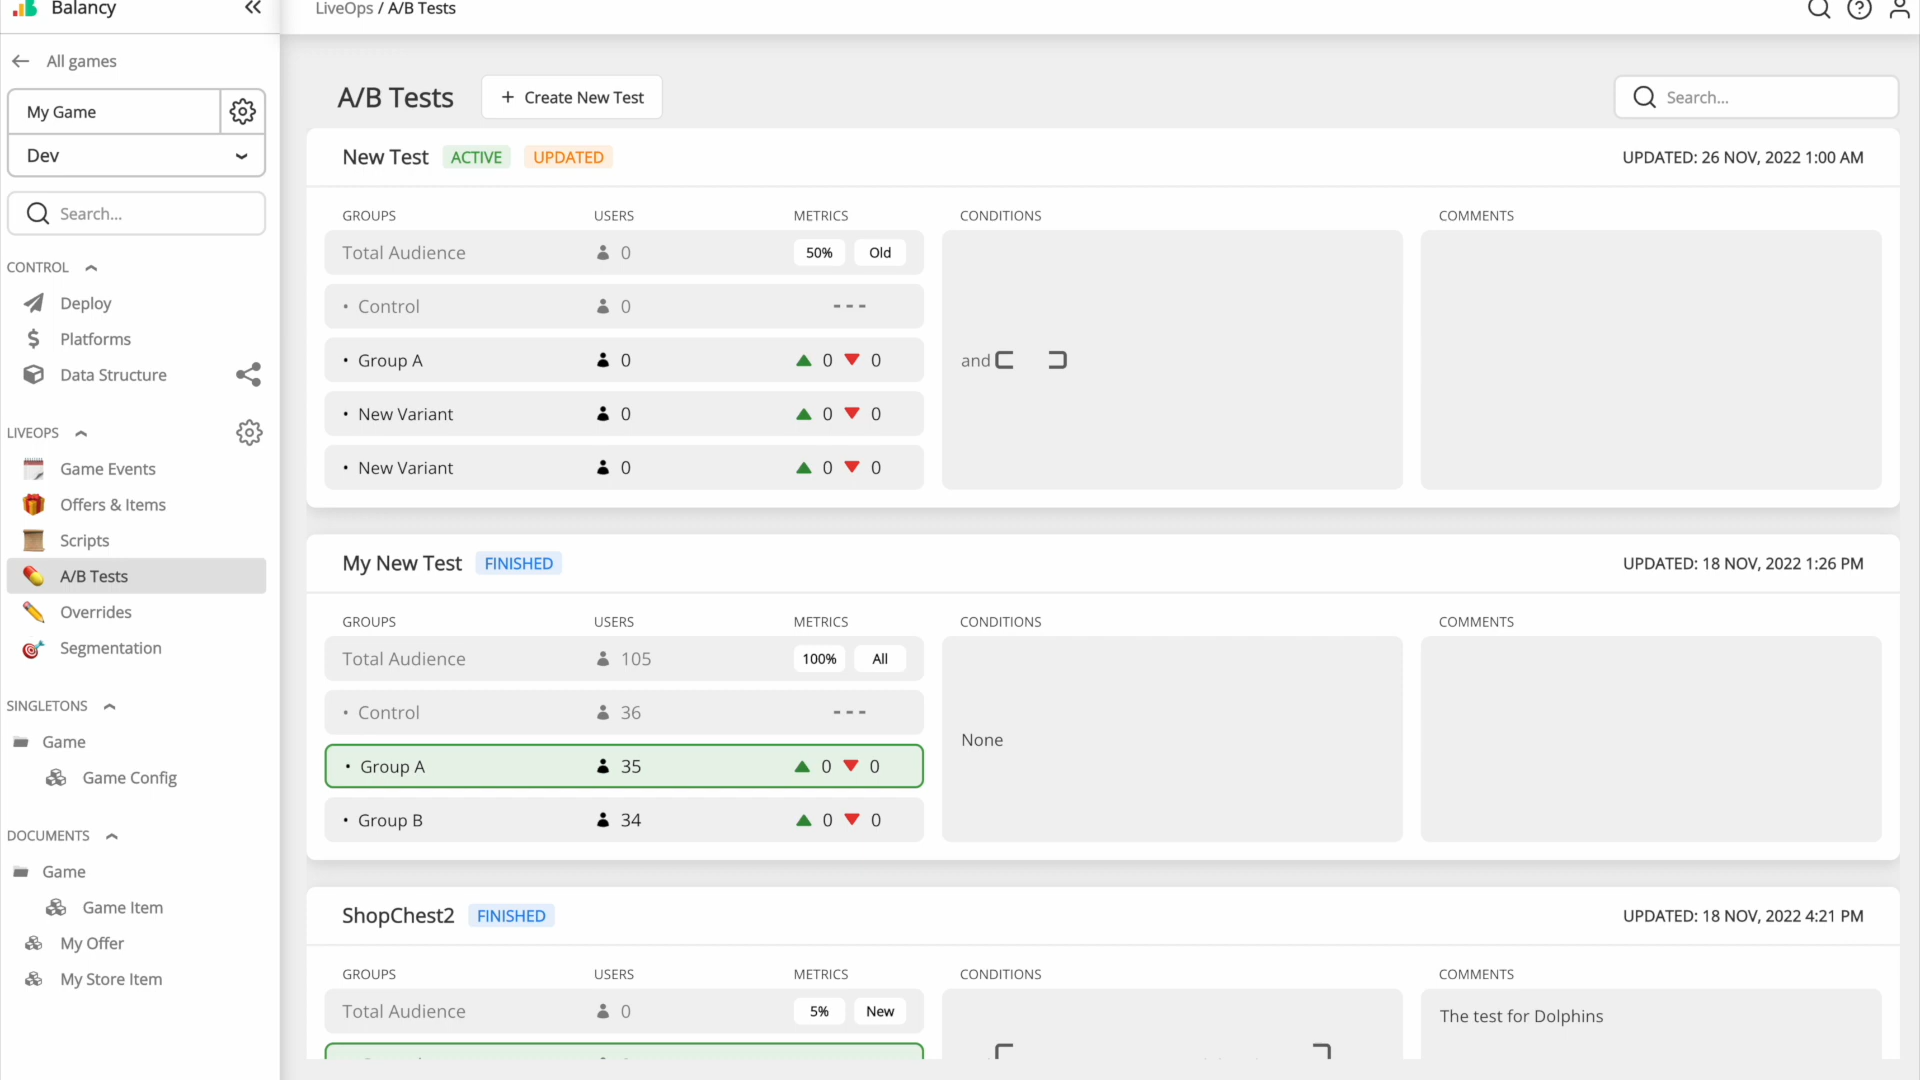 Balancy
LiveOps / A/B Tests
All games
My Game
Dev
Search...
CONTROL
Deploy
Platforms
Data Structure
LIVEOPS
Game Events
Offers & Items
Scripts
A/B Tests
Overrides
Segmentation
SINGLETONS
Game
Game Config
DOCUMENTS
Game
Game Item
My Offer
My Store Item
A/B Tests
+ Create New Test
Search...
New Test ACTIVE UPDATED
UPDATED: 26 NOV, 2022 1:00 AM
GROUPS USERS METRICS CONDITIONS COMMENTS
Total Audience 0 50% Old
• Control 0 ---
• Group A 0 0 0
and
• New Variant 0 0 0
• New Variant 0 0 0
My New Test FINISHED
UPDATED: 18 NOV, 2022 1:26 PM
GROUPS USERS METRICS CONDITIONS COMMENTS
Total Audience 105 100% All
• Control 36 ---
None
• Group A 35 0 0
• Group B 34 0 0
ShopChest2 FINISHED
UPDATED: 18 NOV, 2022 4:21 PM
GROUPS USERS METRICS CONDITIONS COMMENTS
Total Audience 0 5% New
The test for Dolphins